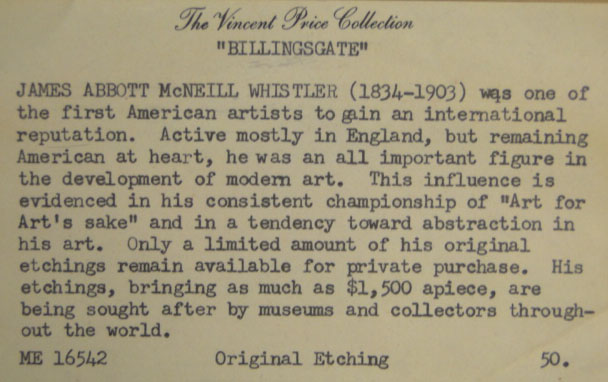 The Vincent Price Collection
"BILLINGSGATE"
JAMES ABBOTT McNEILL WHISTLER (1834-1903) was one of
the first American artists to gain an international
reputation. Active mostly in England, but remaining
American at heart, he was an all important figure in
the development of modern art. This influence is
evidenced in his consistent championship of "Art for
Art's sake" and in a tendency toward abstraction in
his art. Only a limited amount of his original
etchings remain available for private purchase. His
etchings, bringing as much as $1,500 apiece, are
being sought after by museums and collectors through-
out the world.
ME 16542 Original Etching 50.